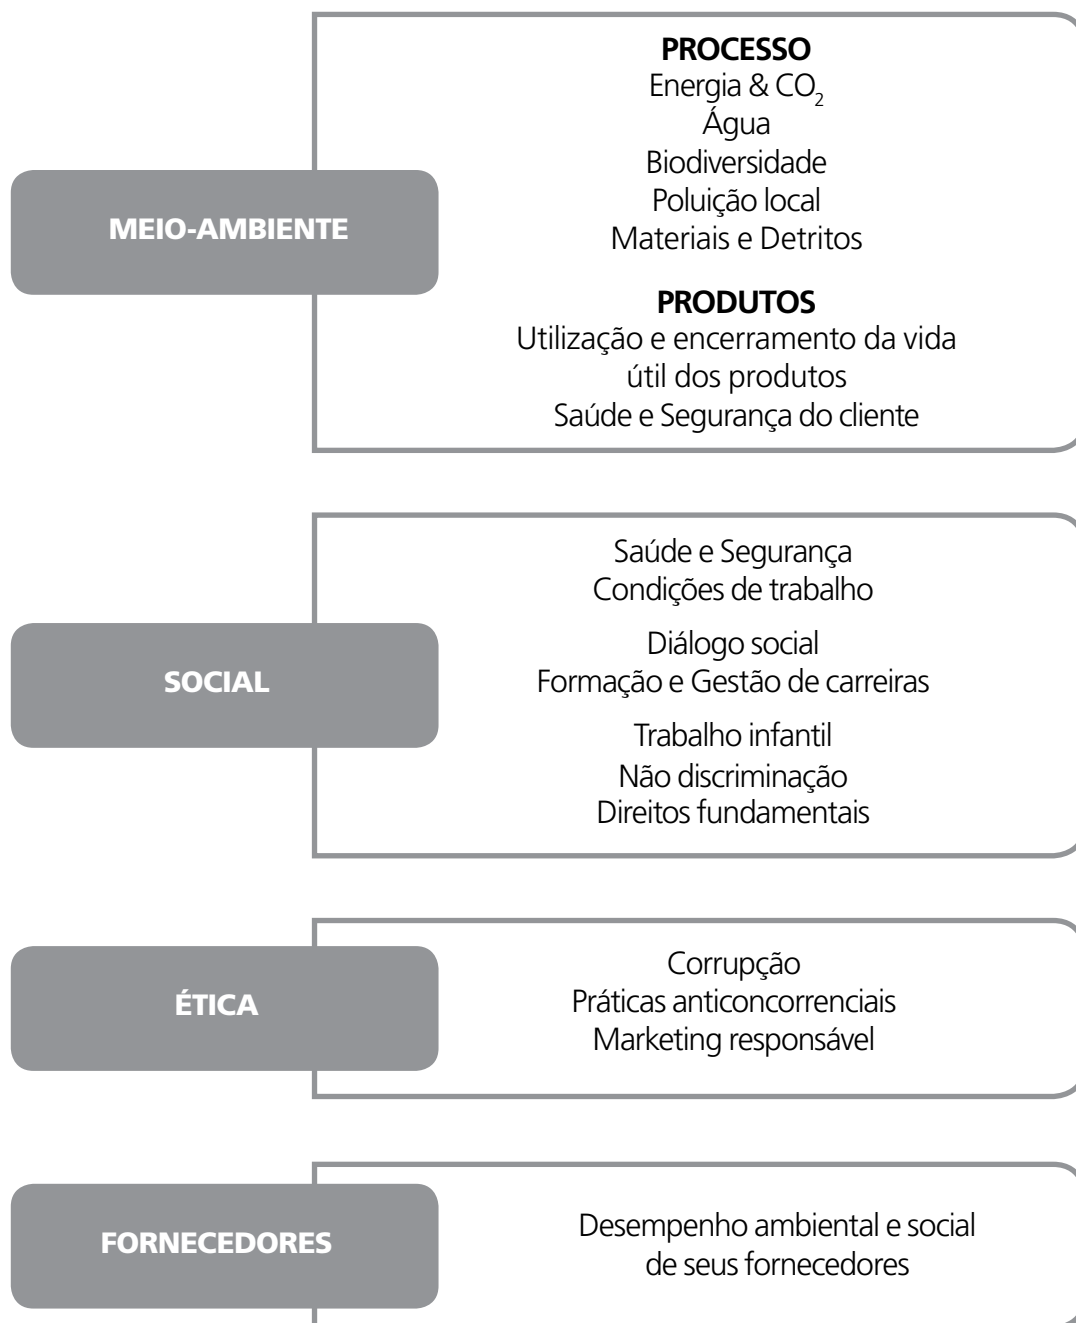 MEIO-AMBIENTE
PROCESSO
Energia & CO₂
Água
Biodiversidade
Poluição local
Materiais e Detritos
PRODUTOS
Utilização e encerramento da vida
útil dos produtos
Saúde e Segurança do cliente
SOCIAL
Saúde e Segurança
Condições de trabalho
Diálogo social
Formação e Gestão de carreiras
Trabalho infantil
Não discriminação
Direitos fundamentais
ÉTICA
Corrupção
Práticas anticoncorrenciais
Marketing responsável
FORNECEDORES
Desempenho ambiental e social
de seus fornecedores